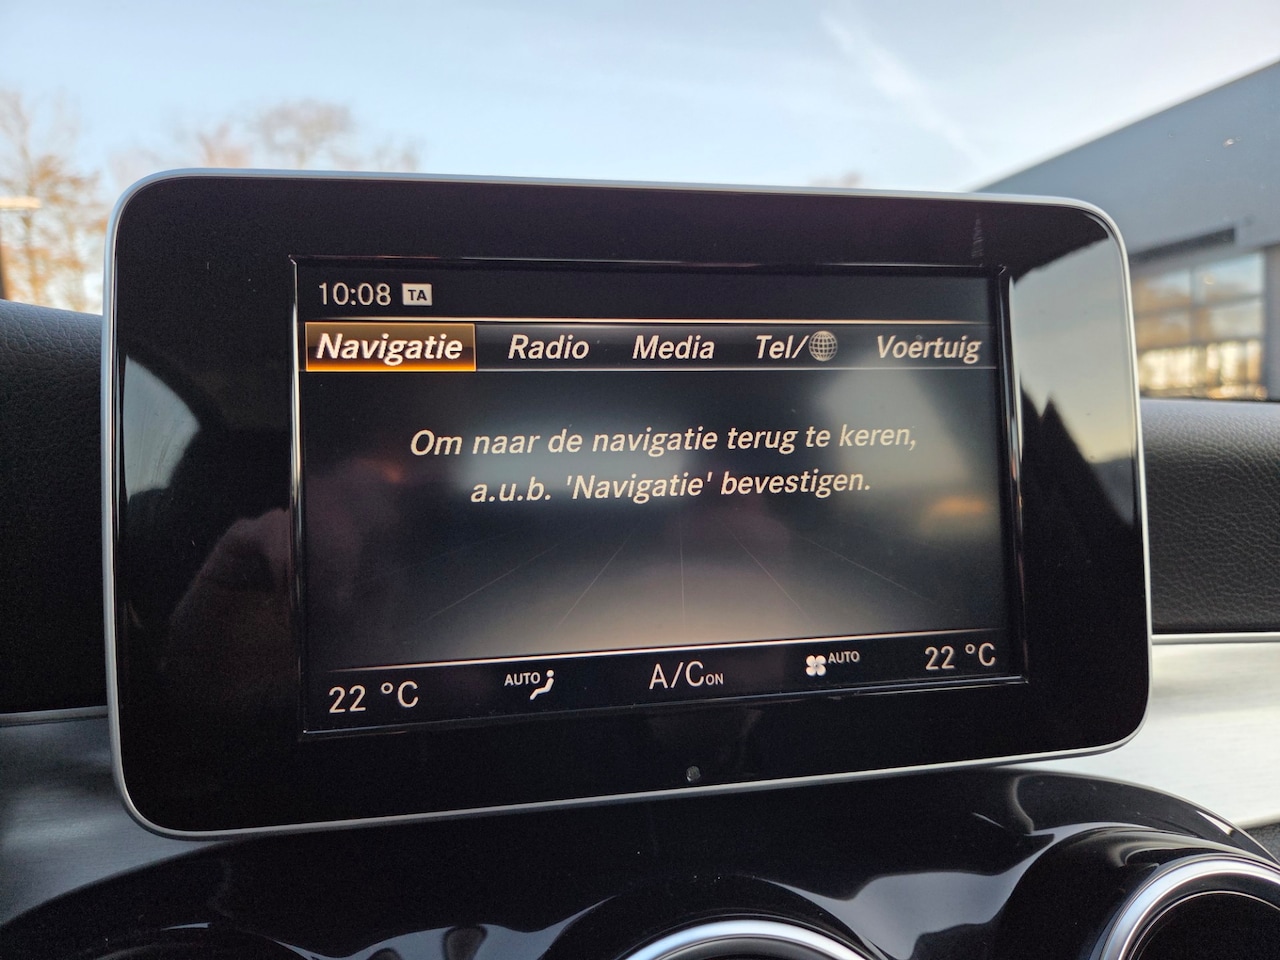 10:08 TA
Navigatie Radio Media Tel/ Voertuig
Om naar de navigatie terug te keren,
a.u.b. 'Navigatie' bevestigen.
22 °C AUTO A/C ON AUTO 22 °C